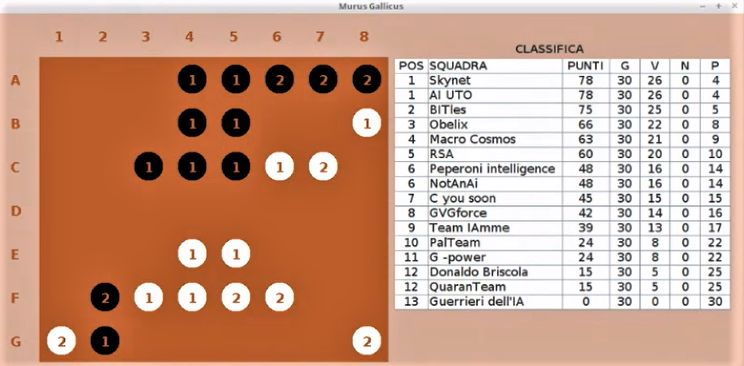 Murus Gallicus
1 2 3 4 5 6 7 8
A 1 1 2 2 2
B 1 1 1
C 1 1 1 1 2
D
E 1 1
F 2 1 1 2 2
G 2 1 2
CLASSIFICA
POS SQUADRA PUNTI G V N P
1 Skynet 78 30 26 0 4
1 AI UTO 78 30 26 0 4
2 BITles 75 30 25 0 5
3 Obelix 66 30 22 0 8
4 Macro Cosmos 63 30 21 0 9
5 RSA 60 30 20 0 10
6 Peperoni intelligence 48 30 16 0 14
6 NotAnAi 48 30 16 0 14
7 C you soon 45 30 15 0 15
8 GVGforce 42 30 14 0 16
9 Team IAmme 39 30 13 0 17
10 PalTeam 24 30 8 0 22
11 G -power 24 30 8 0 22
12 Donaldo Briscola 15 30 5 0 25
12 QuaranTeam 15 30 5 0 25
13 Guerrieri dell'IA 0 30 0 0 30